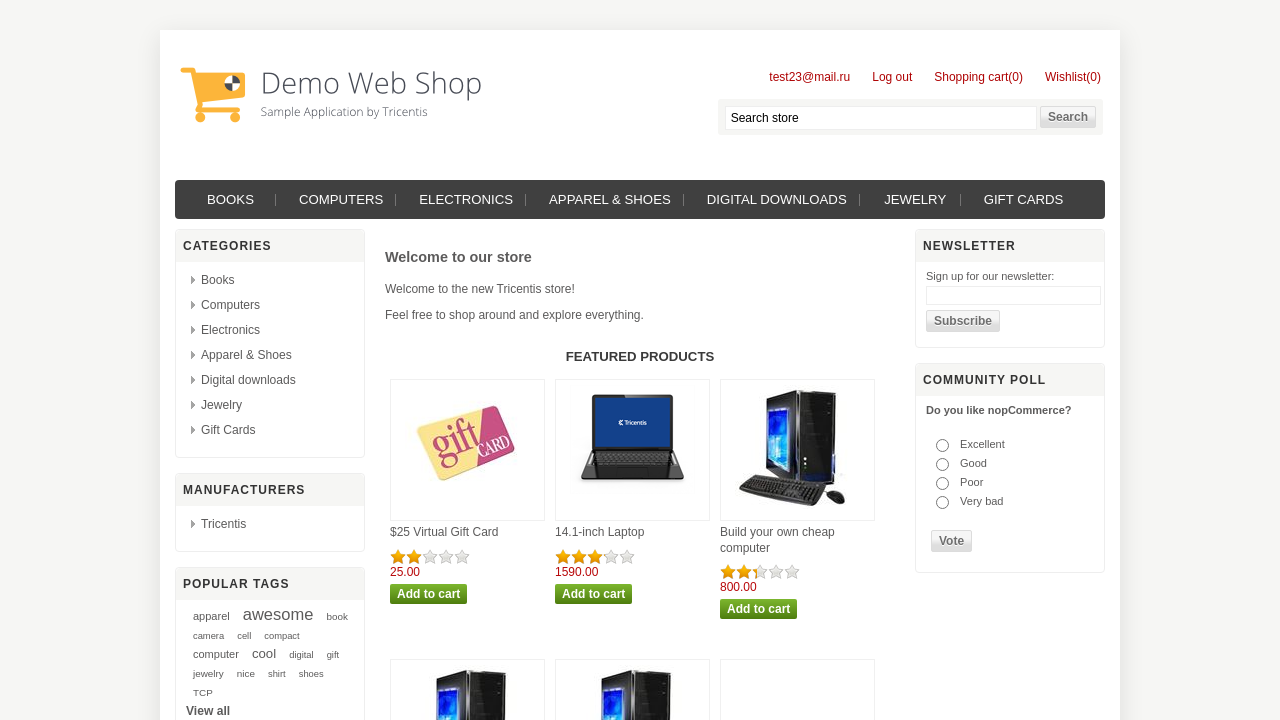 Demo Web Shop
Sample Application by Tricentis
test23@mail.ru Log out Shopping cart(0) Wishlist(0)
Search store Search
BOOKS COMPUTERS ELECTRONICS APPAREL & SHOES DIGITAL DOWNLOADS JEWELRY GIFT CARDS
CATEGORIES
Books
Computers
Electronics
Apparel & Shoes
Digital downloads
Jewelry
Gift Cards
MANUFACTURERS
Tricentis
POPULAR TAGS
apparel awesome book
camera cell compact
computer cool digital gift
jewelry nice shirt shoes
TCP
View all
Welcome to our store
Welcome to the new Tricentis store!
Feel free to shop around and explore everything.
FEATURED PRODUCTS
gift CARD
$25 Virtual Gift Card
25.00
Add to cart
Tricentis
14.1-inch Laptop
1590.00
Add to cart
Build your own cheap
computer
800.00
Add to cart
NEWSLETTER
Sign up for our newsletter:
Subscribe
COMMUNITY POLL
Do you like nopCommerce?
Excellent
Good
Poor
Very bad
Vote